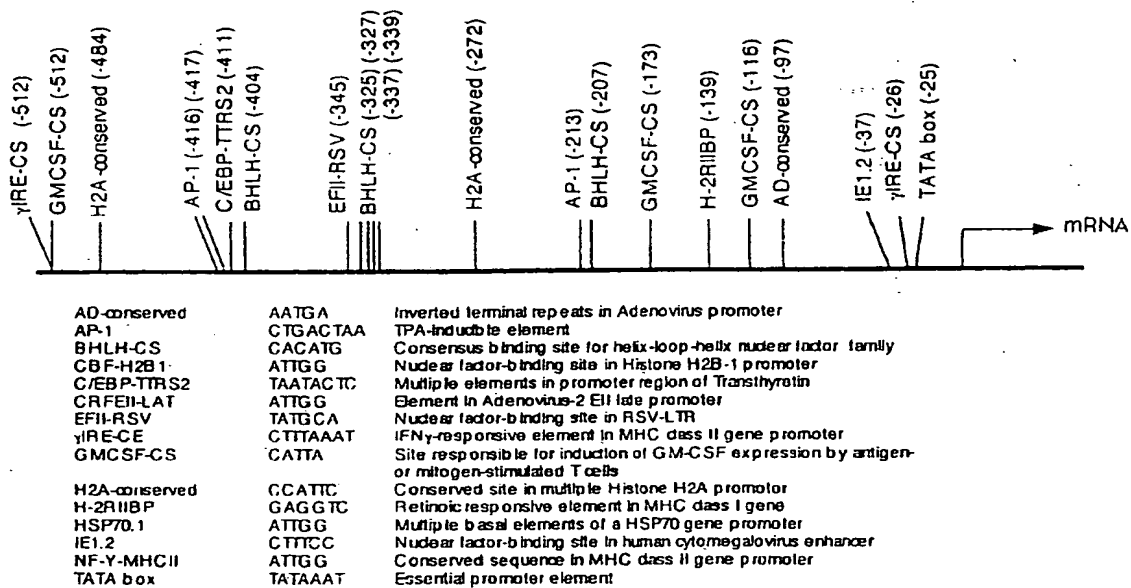 γIRE-CS (-512)
GMCSF-CS (-512)
H2A-conserved (-484)
AP-1 (-416) (-417)
C/EBP-TTRS2 (-411)
BHLH-CS (-404)
EFII-RSV (-345)
BHLH-CS (-325) (-327)
(-337) (-339)
H2A-conserved (-272)
AP-1 (-213)
BHLH-CS (-207)
GMCSF-CS (-173)
H-2RIIBP (-139)
GMCSF-CS (-116)
AD-conserved (-97)
IE1.2 (-37)
γIRE-CS (-26)
TATA box (-25)
mRNA
AD-conserved AATGA Inverted terminal repeats in Adenovirus promoter
AP-1 CTGACTAA TPA-Inducible element
BHLH-CS CACATG Consensus binding site for helix-loop-helix nuclear factor family
CBF-H2B1 ATTGG Nuclear factor-binding site in Histone H2B-1 promoter
C/EBP-TTRS2 TAATACTC Multiple elements in promoter region of Transthyrotin
CRFEII-LAT ATTGG Element in Adenovirus-2 EII late promoter
EFII-RSV TATGCA Nuclear factor-binding site in RSV-LTR
γIRE-CE CTTTAAAT IFNγ-responsive element in MHC class II gene promoter
GMCSF-CS CATTA Site responsible for induction of GM-CSF expression by antigen-
or mitogen-stimulated T cells
H2A-conserved CCATTC Conserved site in multiple Histone H2A promotor
H-2RIIBP GAGGTC Retinoic responsive element in MHC class I gene
HSP70.1 ATTGG Multiple basal elements of a HSP70 gene promoter
IE1.2 CTTTCC Nuclear factor-binding site in human cytomegalovirus enhancer
NF-Y-MHCII ATTGG Conserved sequence in MHC class II gene promoter
TATA box TATAAAT Essential promoter element